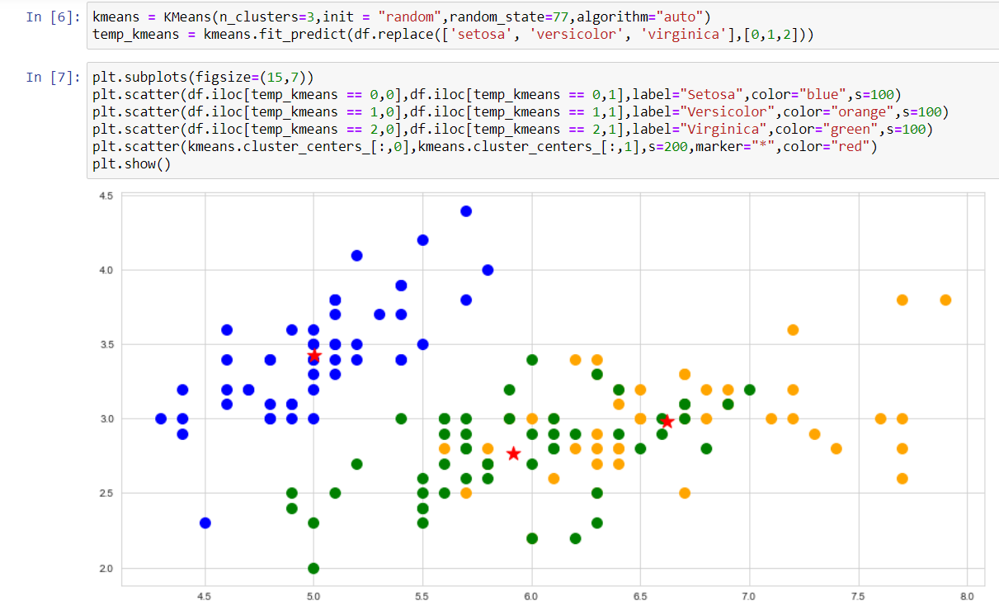 In [6]: kmeans = KMeans(n_clusters=3,init = "random",random_state=77,algorithm="auto")
temp_kmeans = kmeans.fit_predict(df.replace(['setosa', 'versicolor', 'virginica'],[0,1,2]))
In [7]: plt.subplots(figsize=(15,7))
plt.scatter(df.iloc[temp_kmeans == 0,0],df.iloc[temp_kmeans == 0,1],label="Setosa",color="blue",s=100)
plt.scatter(df.iloc[temp_kmeans == 1,0],df.iloc[temp_kmeans == 1,1],label="Versicolor",color="orange",s=100)
plt.scatter(df.iloc[temp_kmeans == 2,0],df.iloc[temp_kmeans == 2,1],label="Virginica",color="green",s=100)
plt.scatter(kmeans.cluster_centers_[:,0],kmeans.cluster_centers_[:,1],s=200,marker="*",color="red")
plt.show()
4.5
4.0
3.5
3.0
2.5
2.0
4.5 5.0 5.5 6.0 6.5 7.0 7.5 8.0